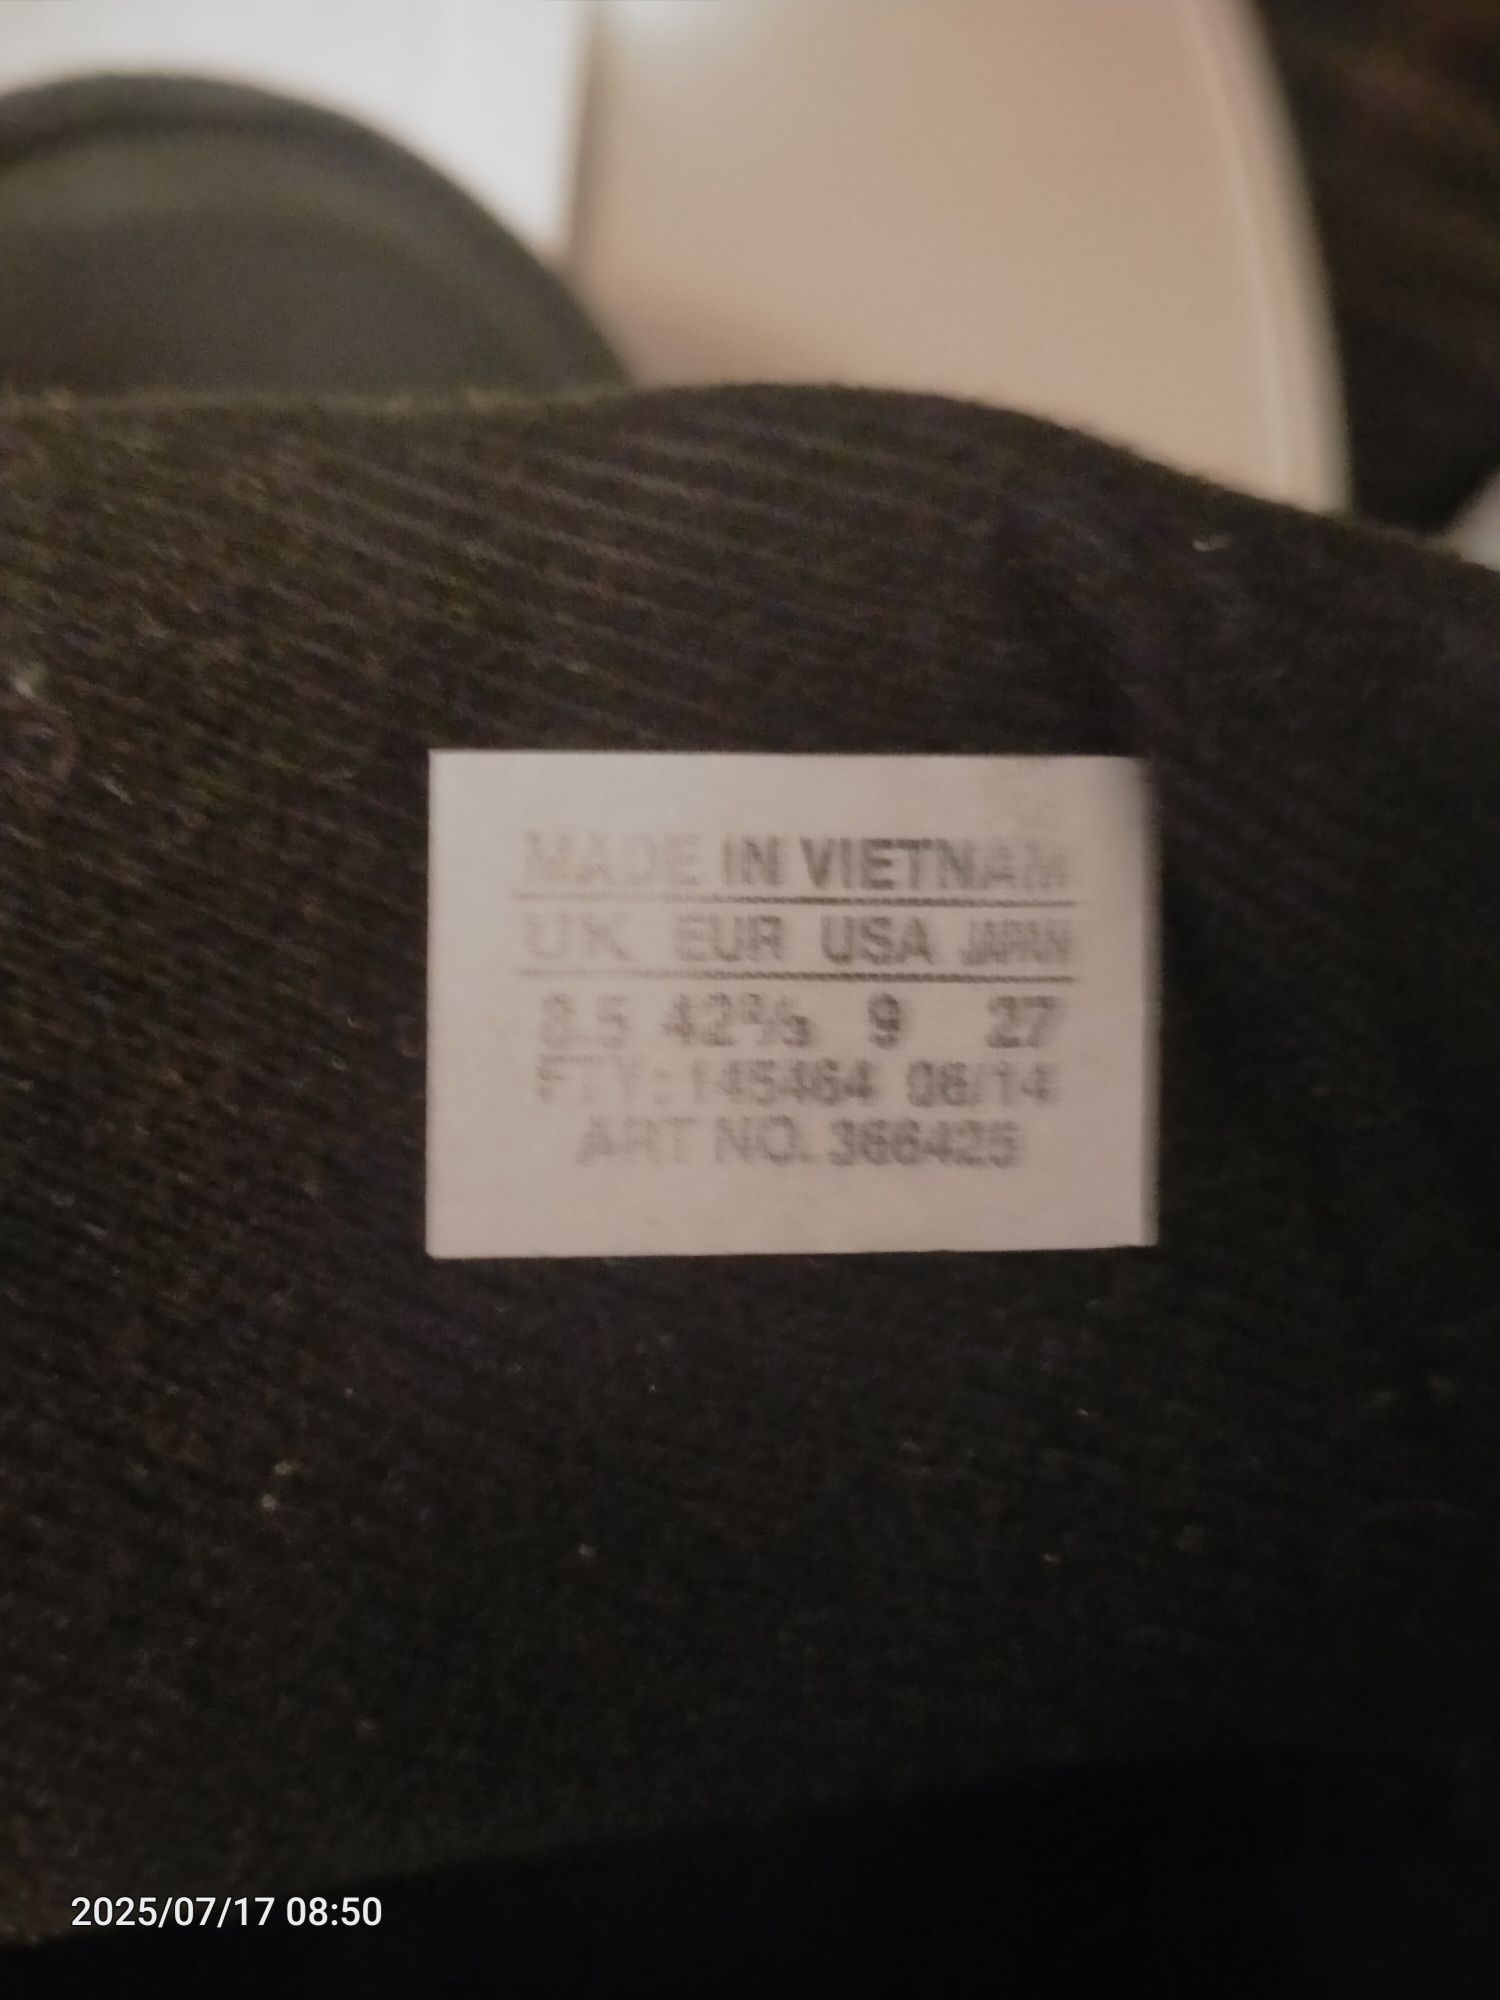 MADE IN VIETNAM
UK EUR USA JAPAN
8.5 42⅔ 9 27
FTY: 145464 06/14
ART NO. 366425
2025/07/17 08:50